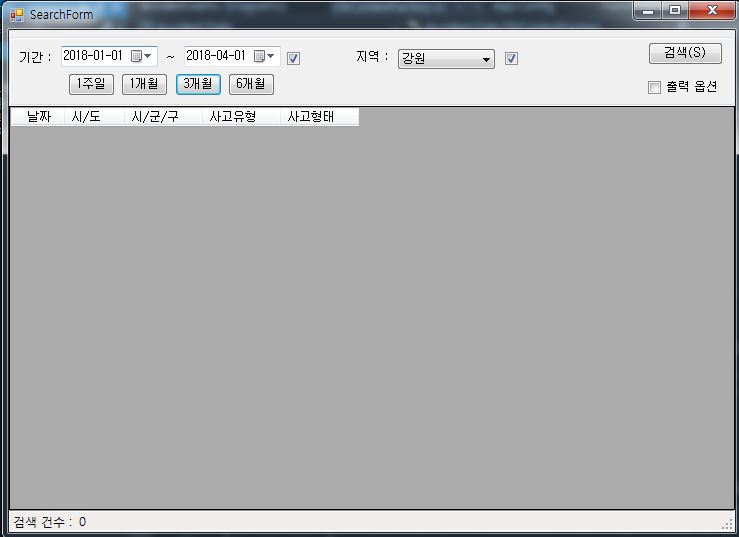 SearchForm
기간 : 2018-01-01 ~ 2018-04-01 지역 : 강원 검색(S)
1주일 1개월 3개월 6개월 출력 옵션
날짜 시/도 시/군/구 사고유형 사고형태
검색 건수 : 0